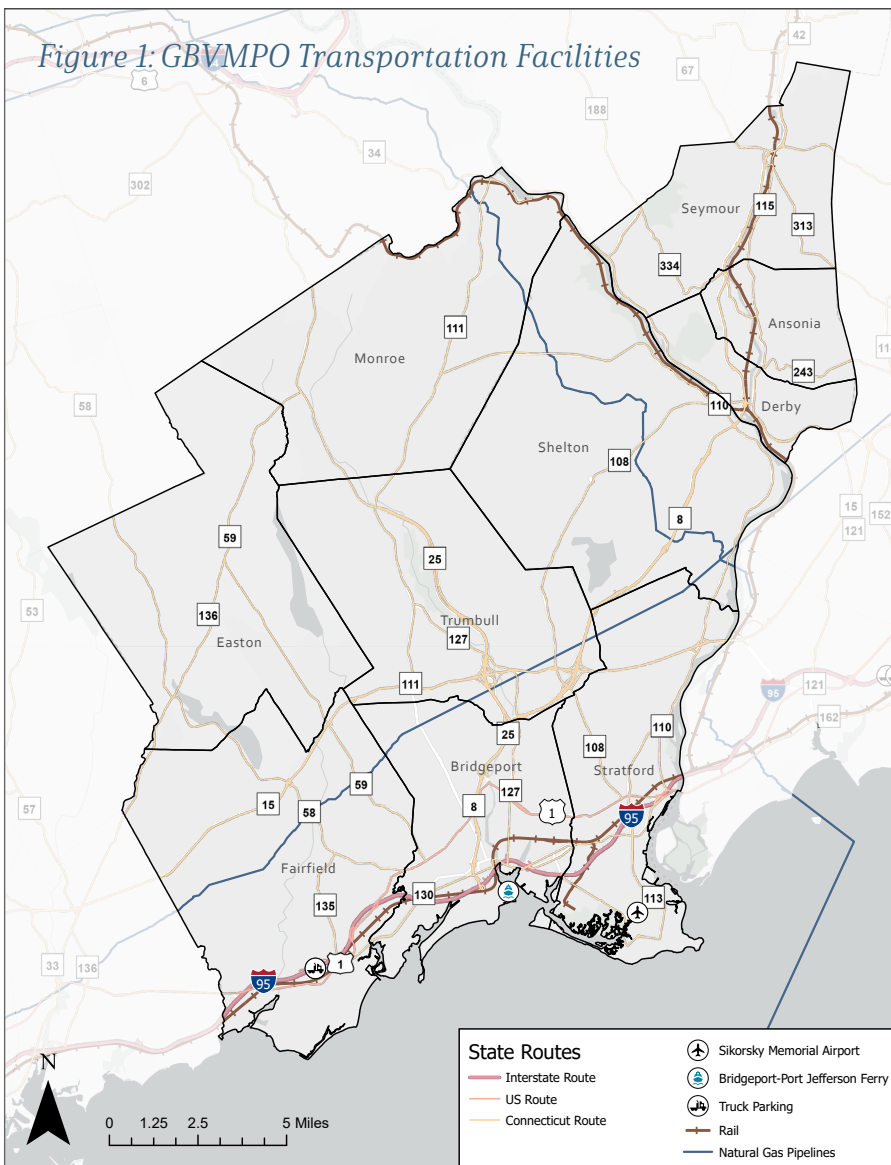 Figure 1: GBVMPO Transportation Facilities
42
6
67
188
34
302
Seymour
115
313
334
111
Ansonia
Monroe
243
58
110
Derby
Shelton
108
15
152
121
8
59
25
53
136
Easton
Trumbull
127
111
95
121
162
25
110
108
Bridgeport
Stratford
59
15
58
8
127
1
95
57
Fairfield
130
135
113
33
136
1
95
N
0 1.25 2.5 5 Miles
State Routes
Interstate Route
US Route
Connecticut Route
Sikorsky Memorial Airport
Bridgeport-Port Jefferson Ferry
Truck Parking
Rail
Natural Gas Pipelines